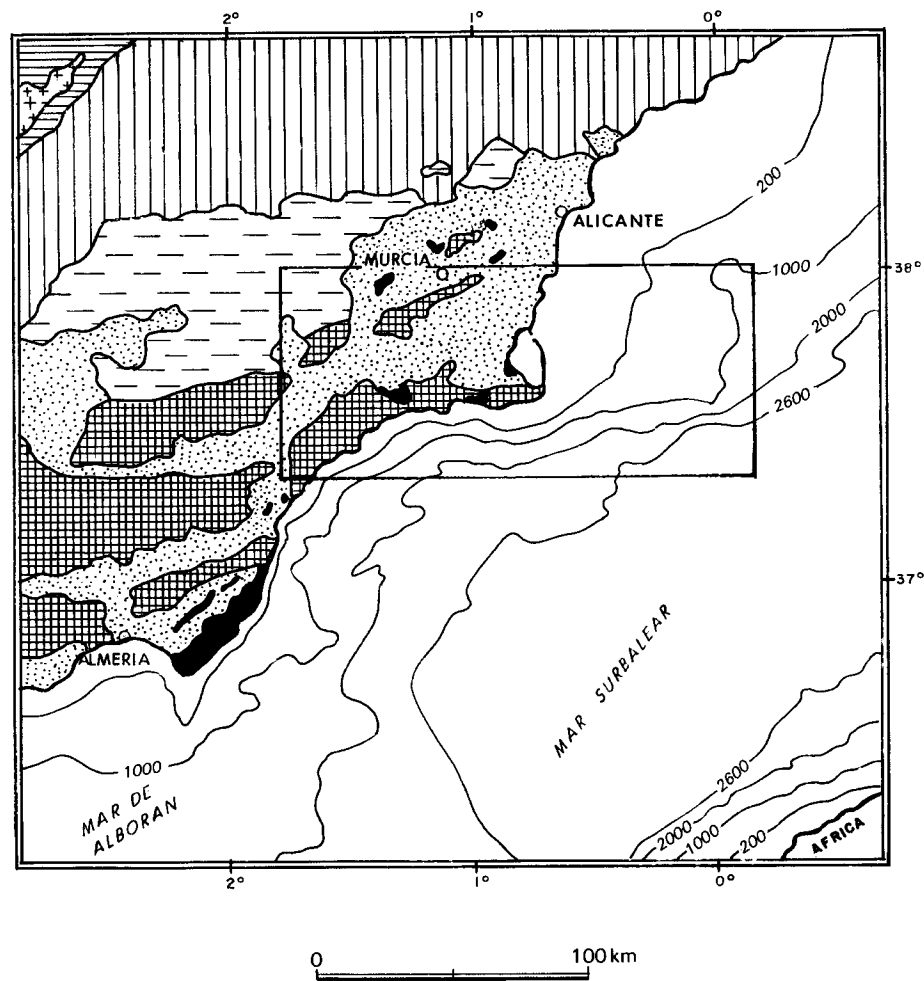 2° 1° 0°
200
ALICANTE
MURCIA
1000
38°
2000
2600
37°
ALMERIA
MAR SURBALEAR
1000
2600
MAR DE
ALBORAN
2000
1000
200
AFRICA
2° 1° 0°
0 100 km